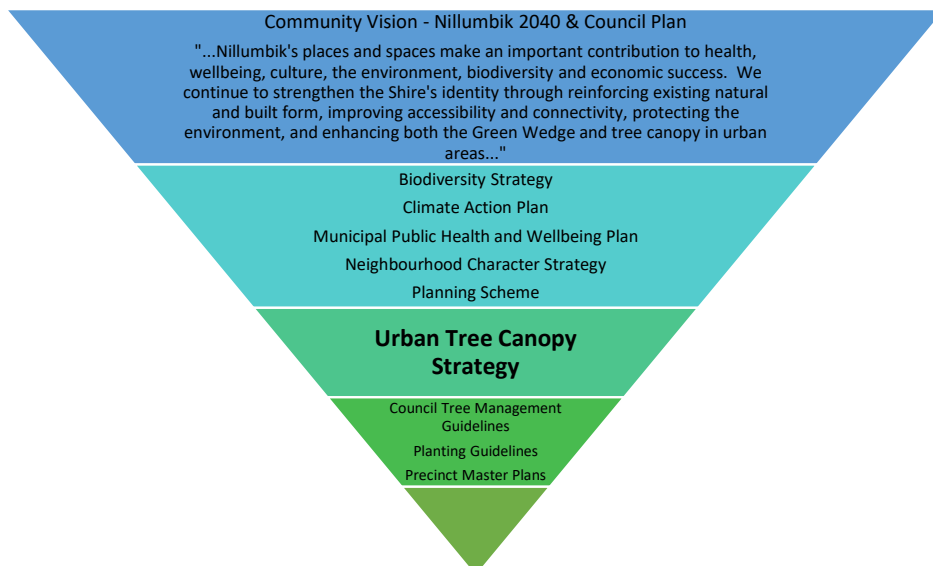 Community Vision - Nillumbik 2040 & Council Plan
"...Nillumbik's places and spaces make an important contribution to health,
wellbeing, culture, the environment, biodiversity and economic success.  We
continue to strengthen the Shire's identity through reinforcing existing natural
and built form, improving accessibility and connectivity, protecting the
environment, and enhancing both the Green Wedge and tree canopy in urban
areas..."
Biodiversity Strategy
Climate Action Plan
Municipal Public Health and Wellbeing Plan
Neighbourhood Character Strategy
Planning Scheme
Urban Tree Canopy
Strategy
Council Tree Management
Guidelines
Planting Guidelines
Precinct Master Plans